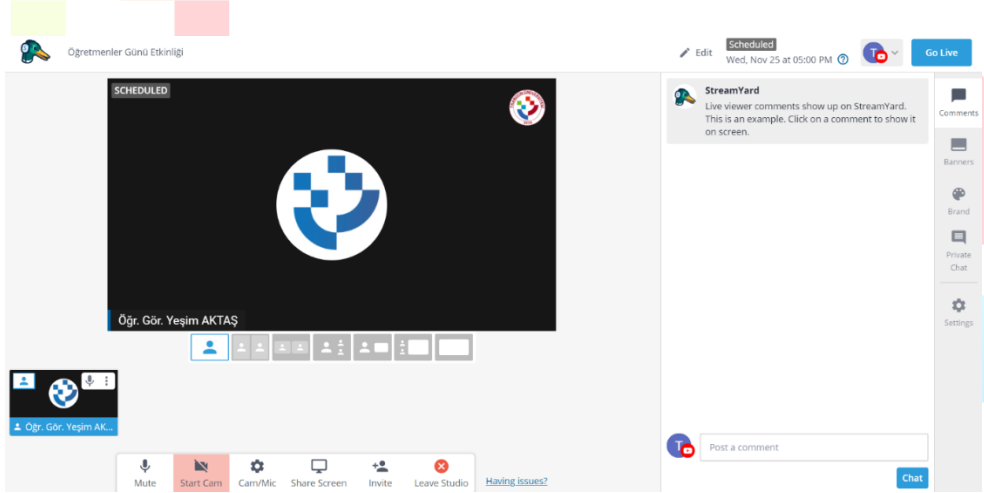 Öğretmenler Günü Etkinliği
Edit
Scheduled
Wed, Nov 25 at 05:00 PM
T
Go Live
SCHEDULED
Öğr. Gör. Yeşim AKTAŞ
Öğr. Gör. Yeşim AK...
Mute
Start Cam
Cam/Mic
Share Screen
Invite
Leave Studio
Having issues?
StreamYard
Live viewer comments show up on StreamYard.
This is an example. Click on a comment to show it
on screen.
T
Post a comment
Chat
Comments
Banners
Brand
Private
Chat
Settings